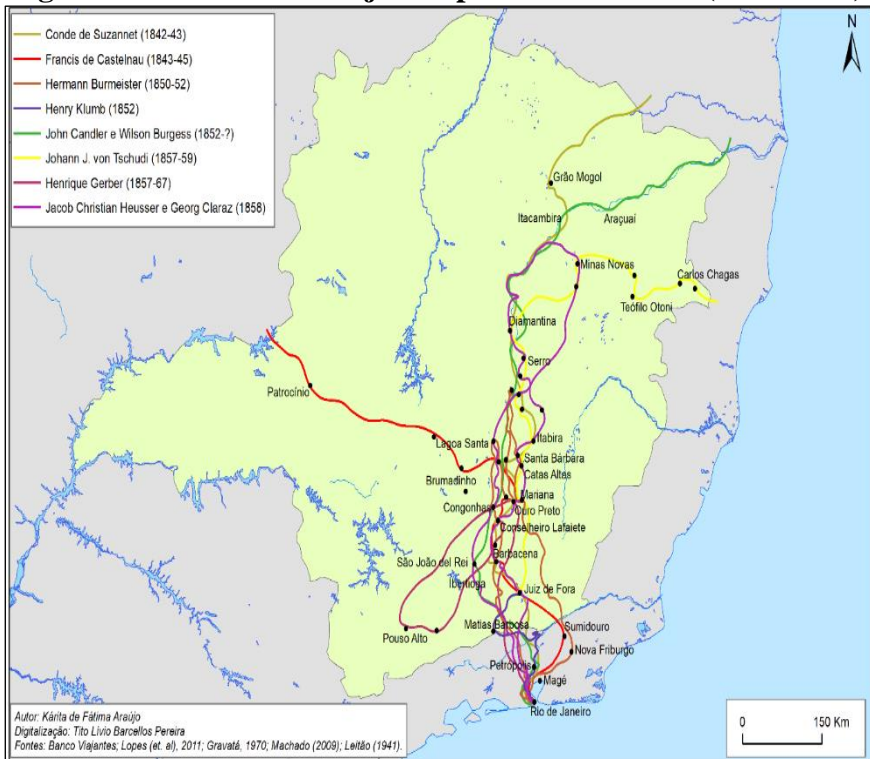 Conde de Suzannet (1842-43)
Francis de Castelnau (1843-45)
Hermann Burmeister (1850-52)
Henry Klumb (1852)
John Candler e Wilson Burgess (1852-?)
Johann J. von Tschudi (1857-59)
Henrique Gerber (1857-67)
Jacob Christian Heusser e Georg Claraz (1858)
N
Grão Mogol
Itacambira
Araçuaí
Minas Novas
Carlos Chagas
Teófilo Otoni
Diamantina
Serro
Patrocínio
Lagoa Santa
Itabira
Santa Bárbara
Catas Altas
Brumadinho
Mariana
Congonhas
Ouro Preto
Conselheiro Lafaiete
Barbacena
São João del Rei
Ibertioga
Juiz de Fora
Matias Barbosa
Sumidouro
Pouso Alto
Nova Friburgo
Petrópolis
Magé
Rio de Janeiro
Autor: Kárita de Fátima Araújo
Digitalização: Tito Lívio Barcellos Pereira
Fontes: Banco Viajantes; Lopes (et. al), 2011; Gravatá, 1970; Machado (2009); Leitão (1941).
0 150 Km